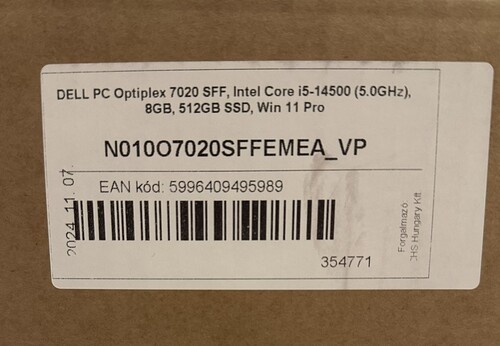 DELL PC Optiplex 7020 SFF, Intel Core i5-14500 (5.0GHz),
8GB, 512GB SSD, Win 11 Pro
N010O7020SFFEMEA_VP
EAN kód: 5996409495989
2024. 11. 07.
354771
Forgalmazó:
CHS Hungary Kft